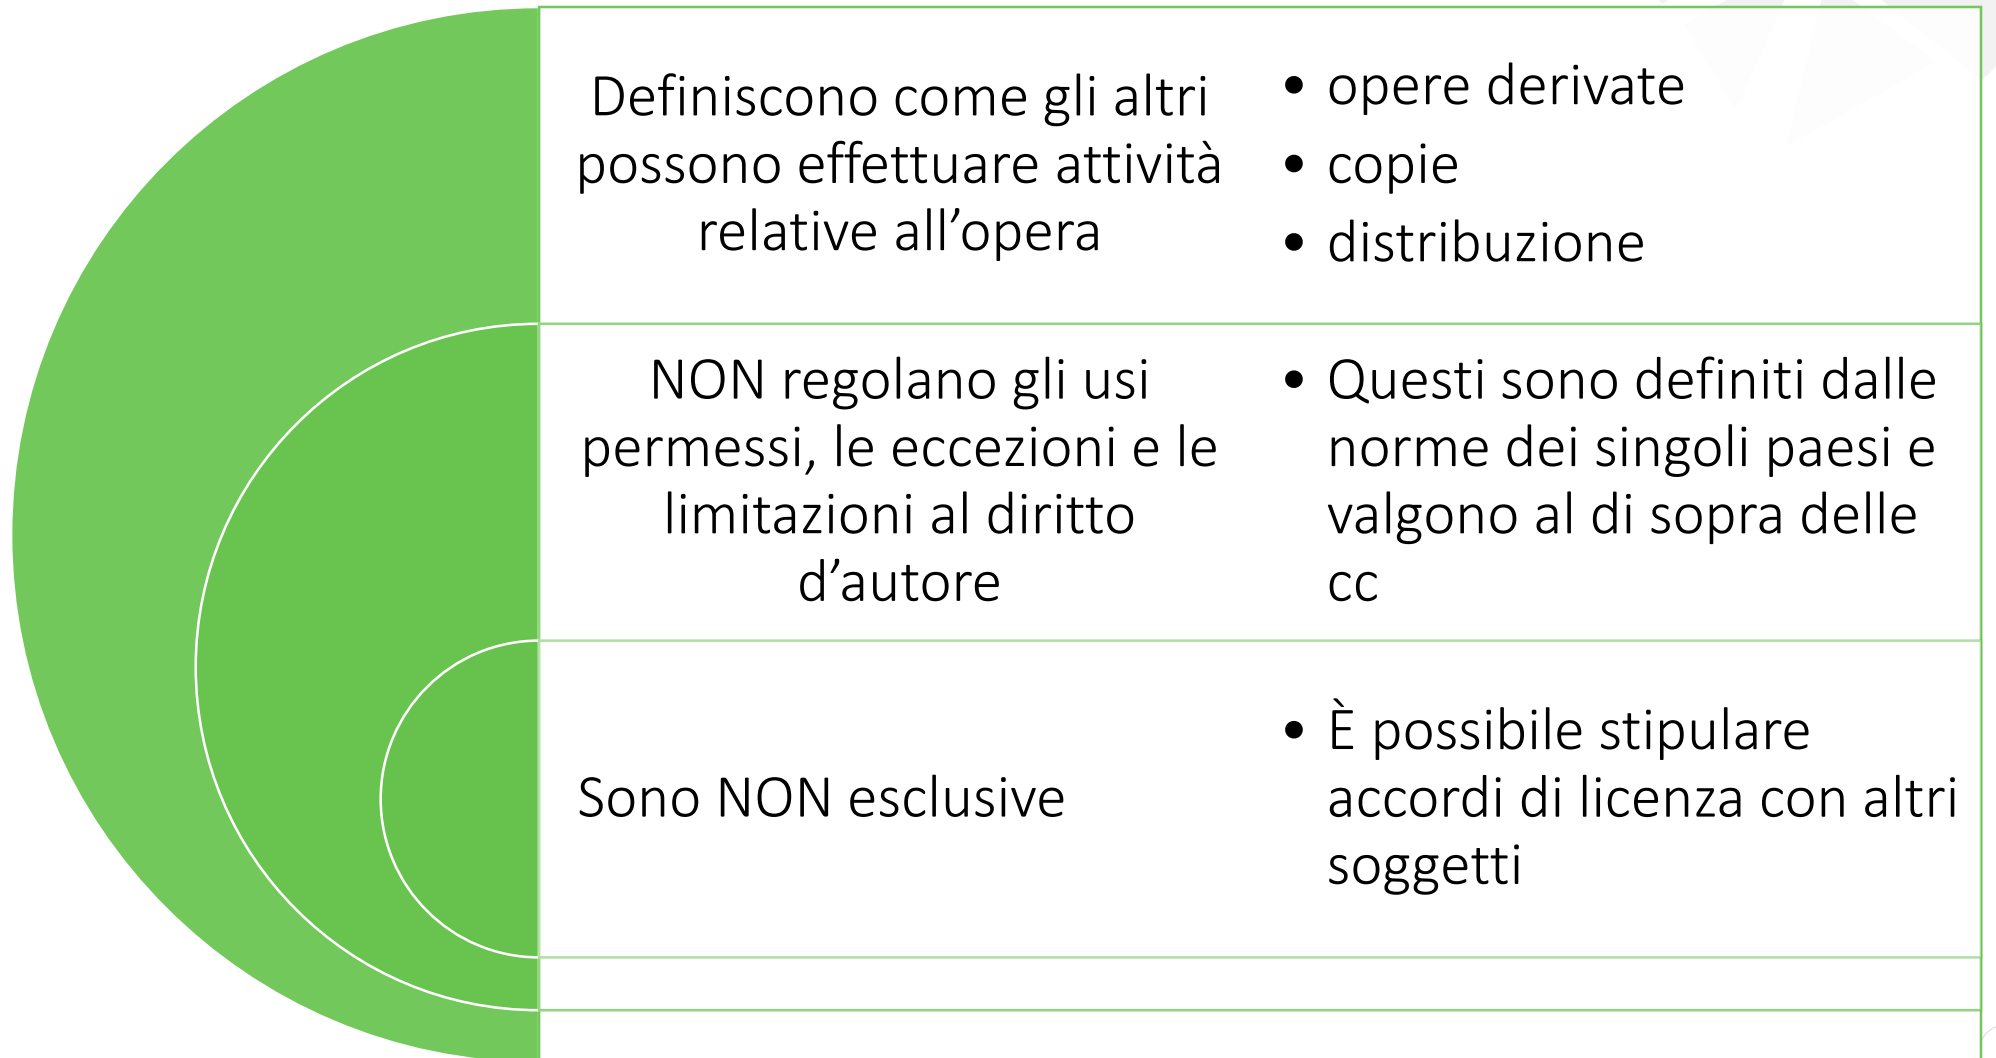 Definiscono come gli altri
possono effettuare attività
relative all’opera
• opere derivate
• copie
• distribuzione
NON regolano gli usi
permessi, le eccezioni e le
limitazioni al diritto
d’autore
• Questi sono definiti dalle
norme dei singoli paesi e
valgono al di sopra delle
cc
Sono NON esclusive
• È possibile stipulare
accordi di licenza con altri
soggetti